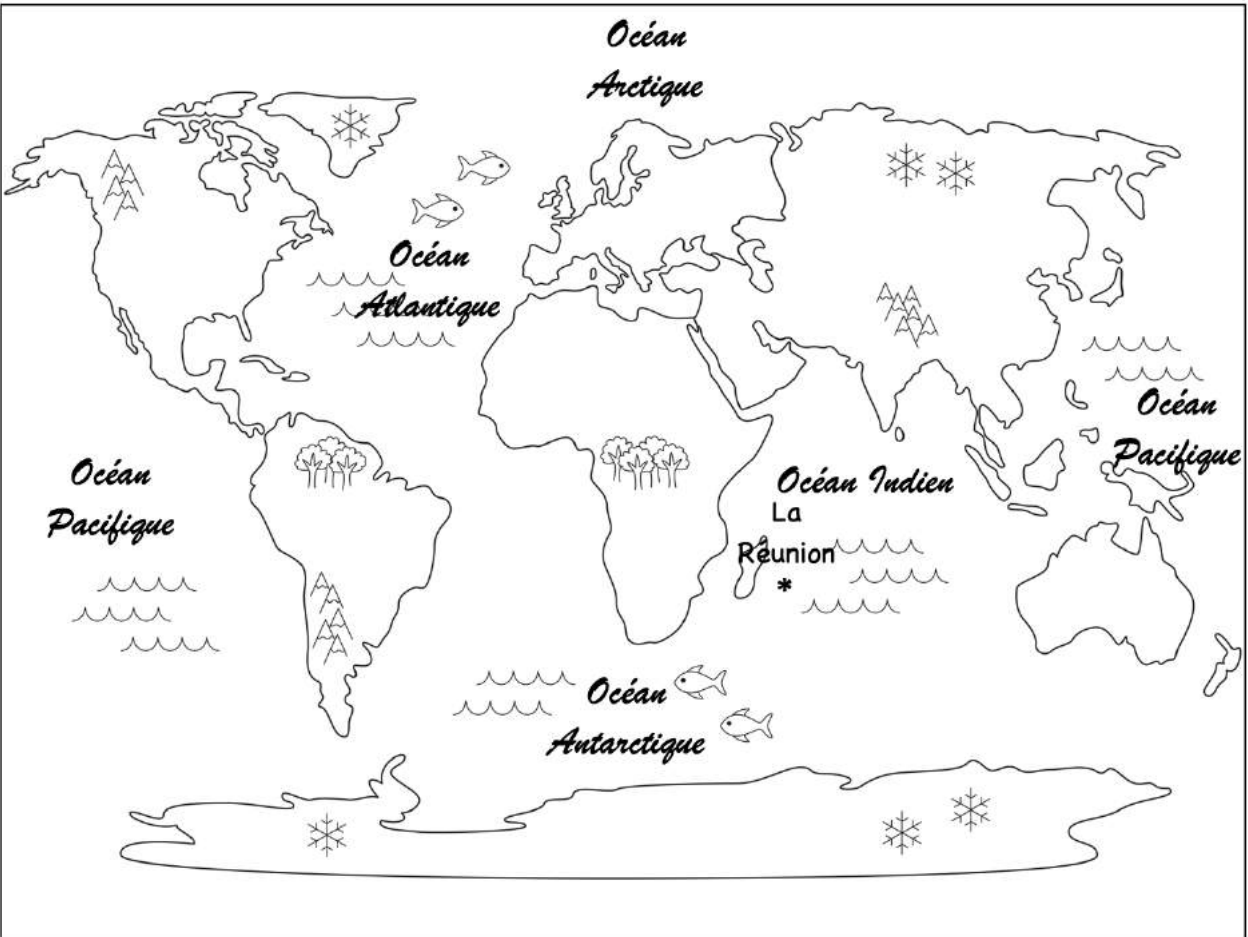 Océan
Arctique
Océan
Atlantique
Océan
Pacifique
Océan
Pacifique
Océan Indien
La
Réunion
*
Océan
Antarctique